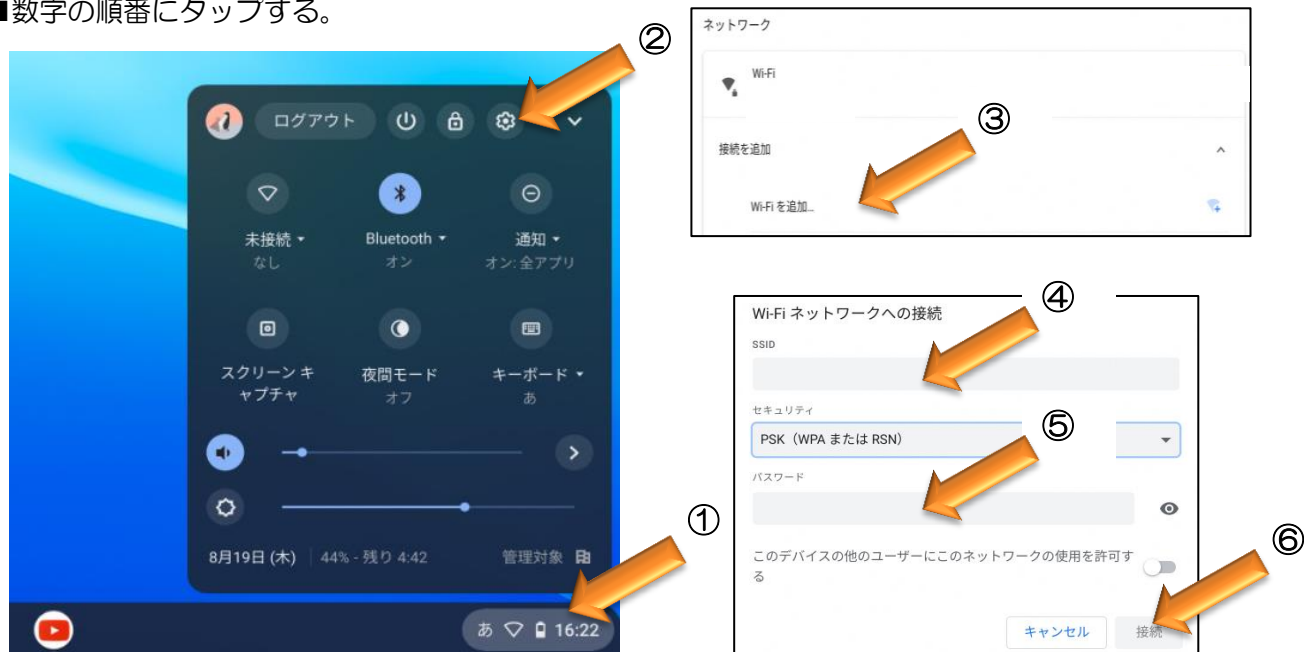 ■数字の順番にタップする。
②
ログアウト
未接続
なし
Bluetooth
オン
通知
オン: 全アプリ
スクリーン キ
ャプチャ
夜間モード
オフ
キーボード
あ
8月19日 (木)
44% - 残り 4:42
管理対象
①
あ
16:22
ネットワーク
Wi-Fi
③
接続を追加
Wi-Fi を追加...
④
Wi-Fi ネットワークへの接続
SSID
セキュリティ
⑤
PSK（WPA または RSN）
パスワード
⑥
このデバイスの他のユーザーにこのネットワークの使用を許可す
る
キャンセル
接続